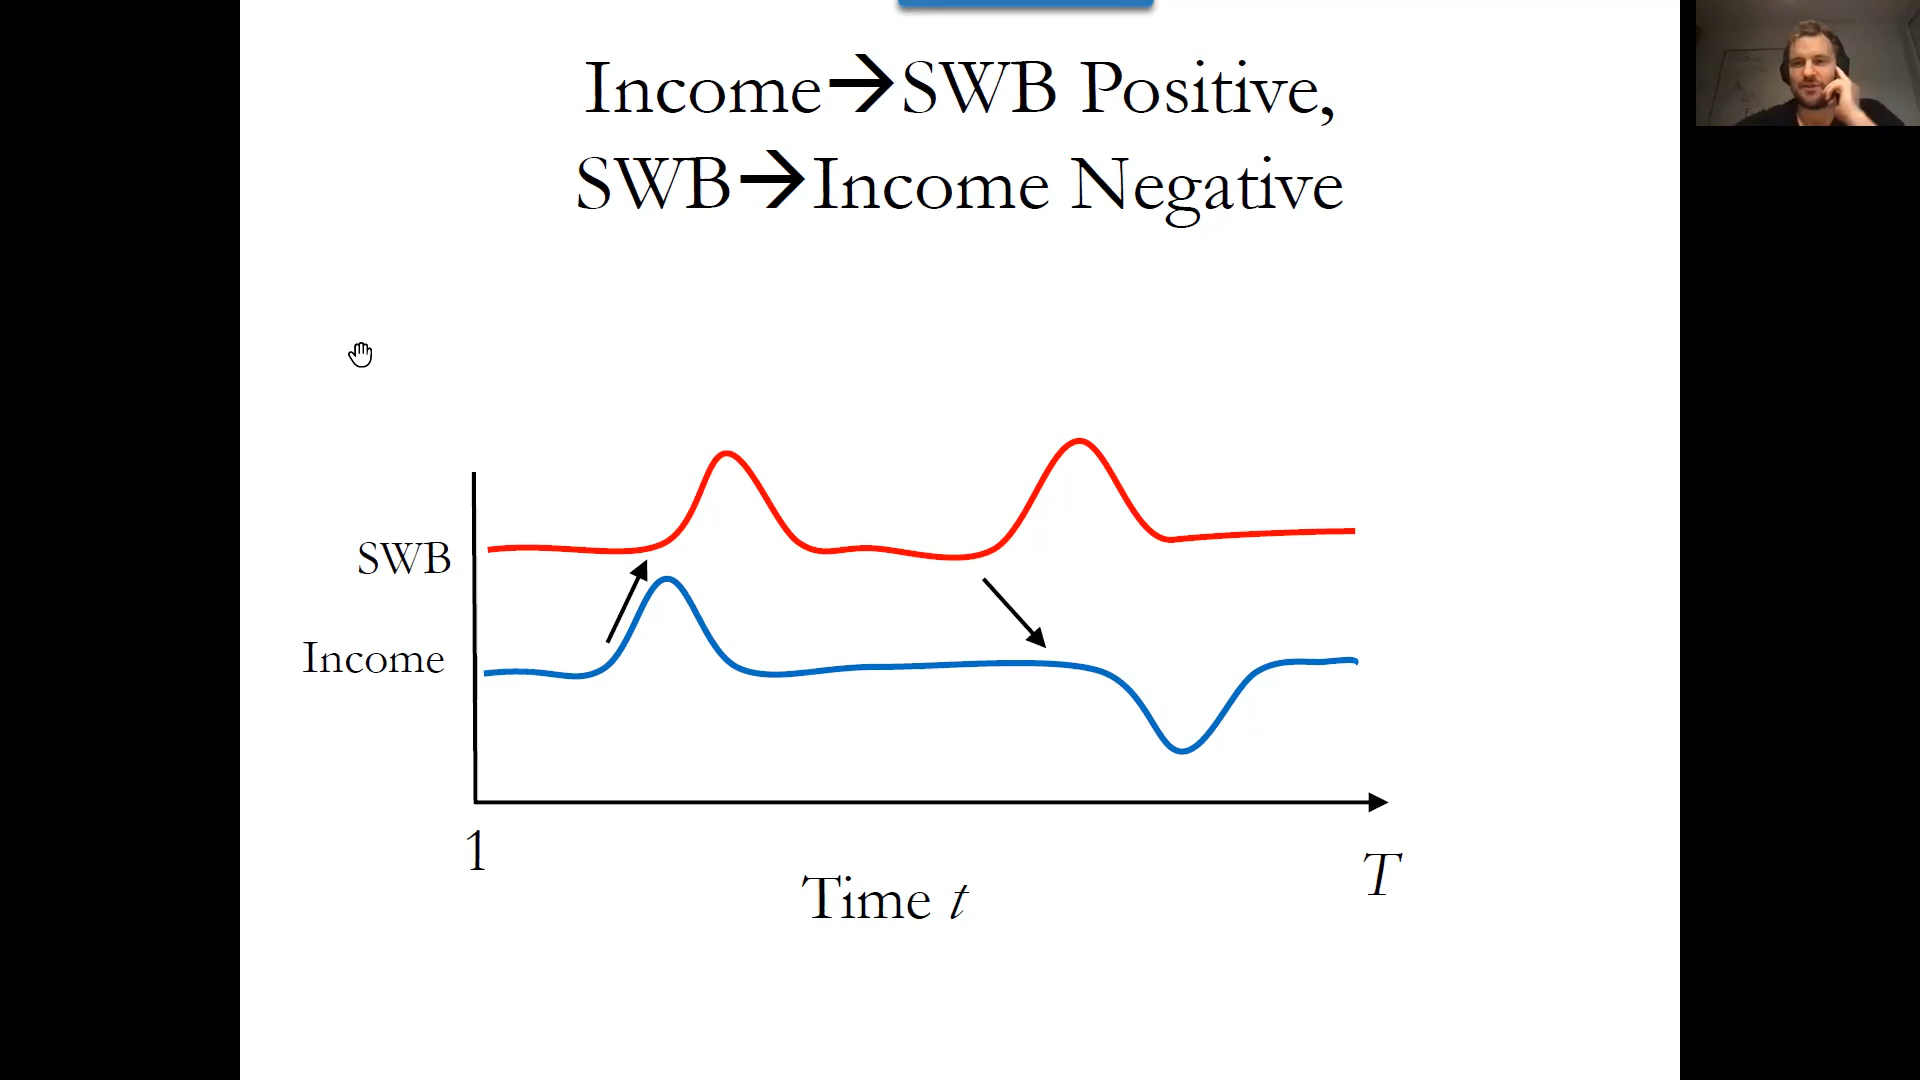 Income→SWB Positive,
SWB→Income Negative
SWB
Income
1
Time t
T